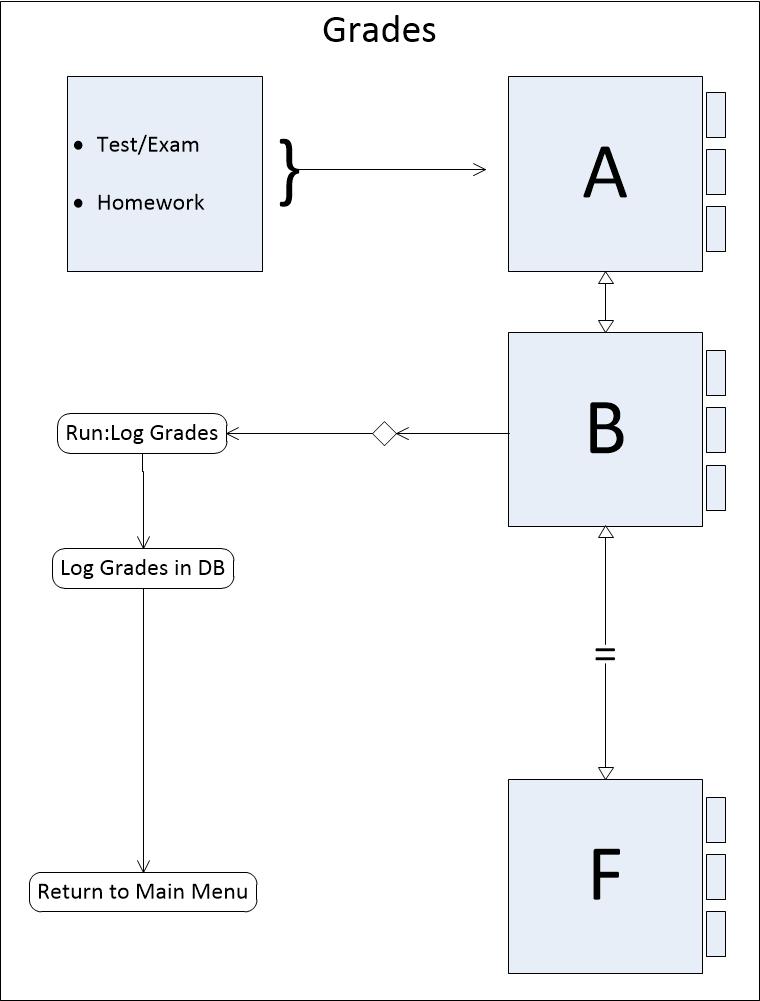 Grades
• Test/Exam
• Homework
}
A
B
Run:Log Grades
Log Grades in DB
=
F
Return to Main Menu